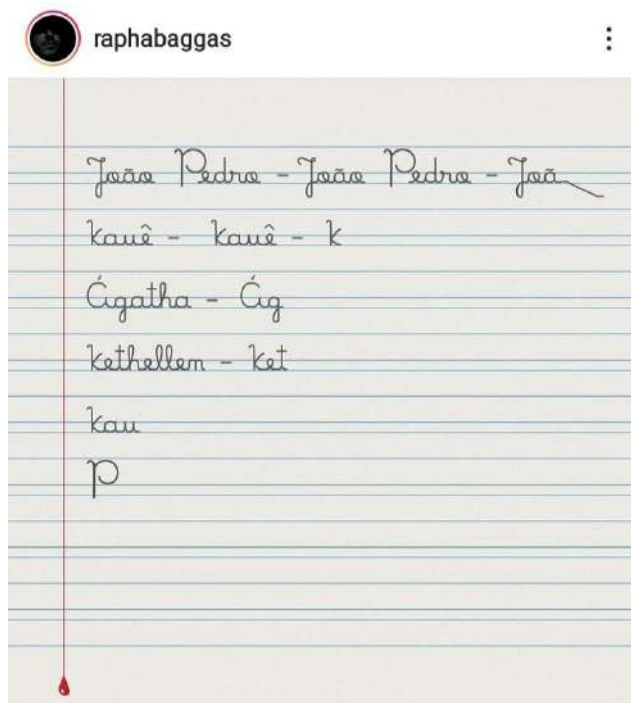 raphabaggas
João Pedro - João Pedro - Joã
Kauê - Kauê - K
Ágatha - Ág
Kethellen - Ket
Kau
P